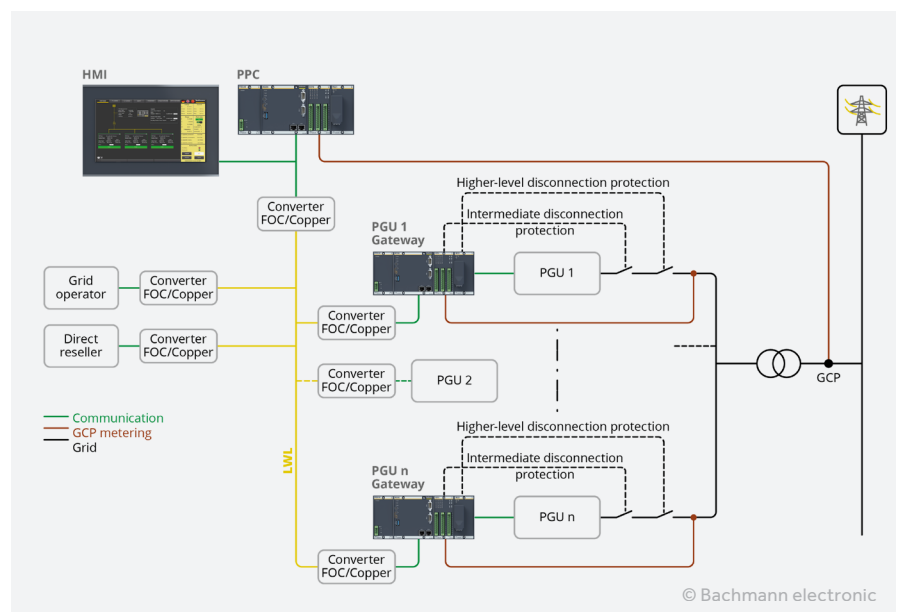 HMI
PPC
Converter
FOC/Copper
Higher-level disconnection protection
Intermediate disconnection
protection
PGU 1
Gateway
PGU 1
Grid
operator
Converter
FOC/Copper
Direct
reseller
Converter
FOC/Copper
Converter
FOC/Copper
Converter
FOC/Copper
PGU 2
GCP
Communication
GCP metering
Grid
LWL
Higher-level disconnection protection
Intermediate disconnection
protection
PGU n
Gateway
PGU n
Converter
FOC/Copper
© Bachmann electronic